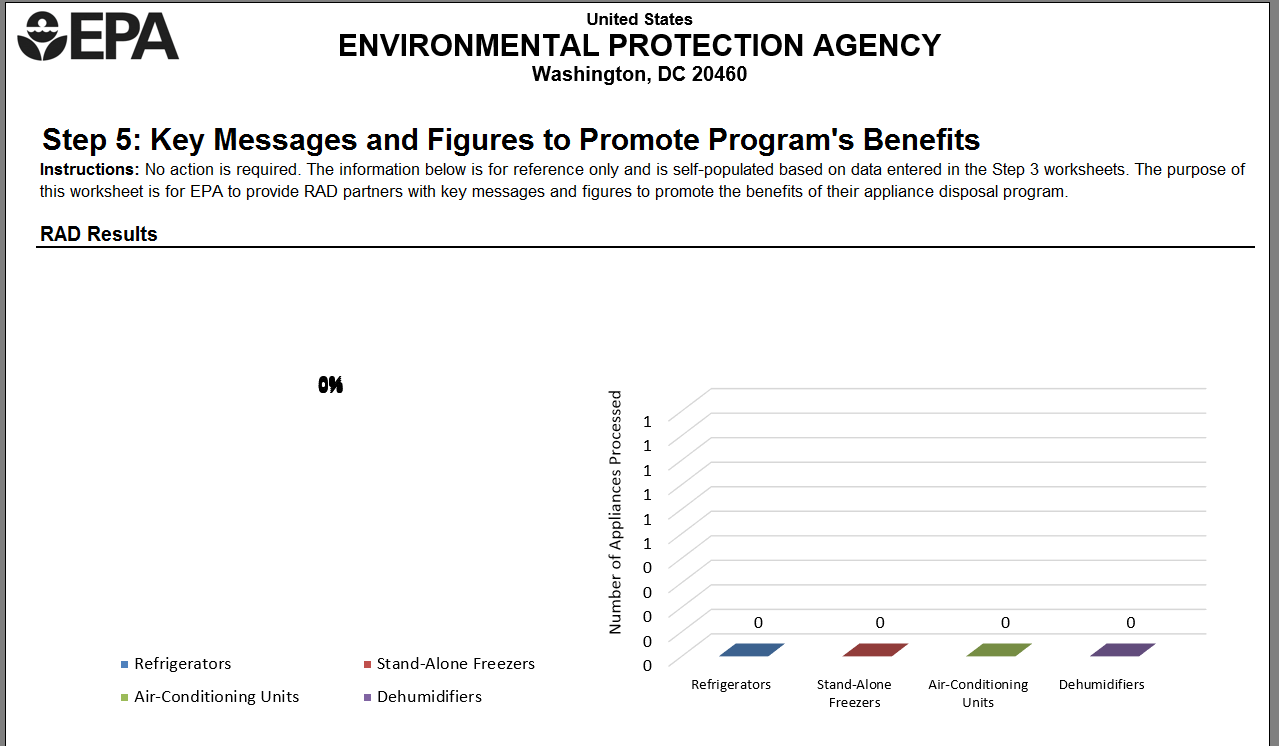 EPA
United States
ENVIRONMENTAL PROTECTION AGENCY
Washington, DC 20460
Step 5: Key Messages and Figures to Promote Program's Benefits
Instructions: No action is required. The information below is for reference only and is self-populated based on data entered in the Step 3 worksheets. The purpose of
this worksheet is for EPA to provide RAD partners with key messages and figures to promote the benefits of their appliance disposal program.
RAD Results
0%
Refrigerators
Stand-Alone Freezers
Air-Conditioning Units
Dehumidifiers
Number of Appliances Processed
1
1
1
1
1
1
0
0
0
0
0
0
0
0
0
Refrigerators
Stand-Alone
Freezers
Air-Conditioning
Units
Dehumidifiers